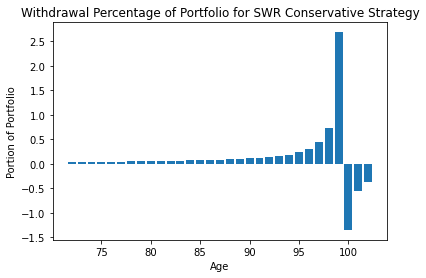 Withdrawal Percentage of Portfolio for SWR Conservative Strategy
2.5
2.0
1.5
1.0
0.5
0.0
−0.5
−1.0
−1.5
Portion of Portfolio
75 80 85 90 95 100
Age